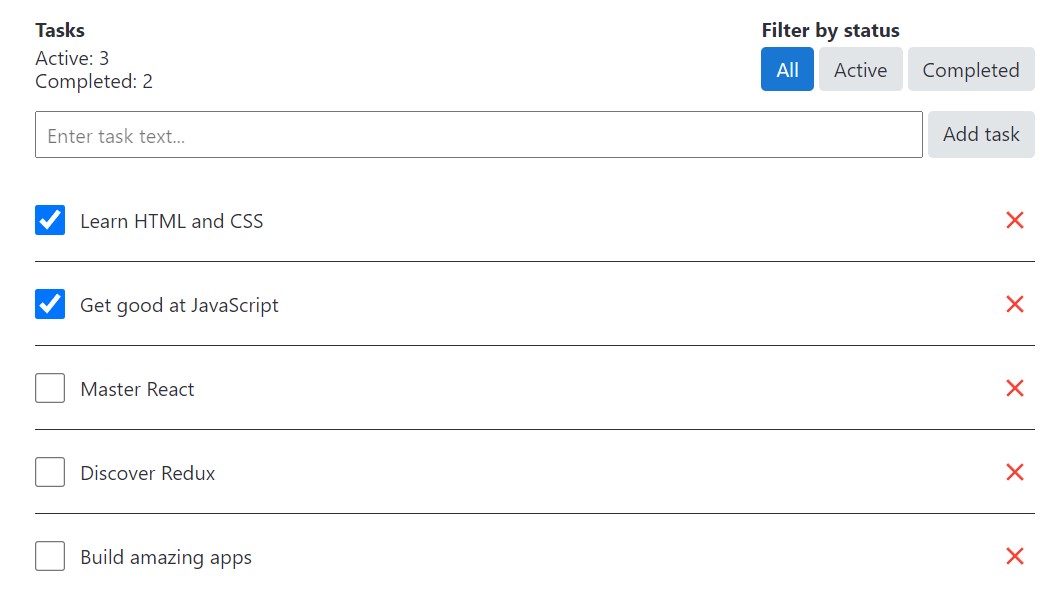 Tasks
Active: 3
Completed: 2
Filter by status
All
Active
Completed
Enter task text...
Add task
Learn HTML and CSS
Get good at JavaScript
Master React
Discover Redux
Build amazing apps